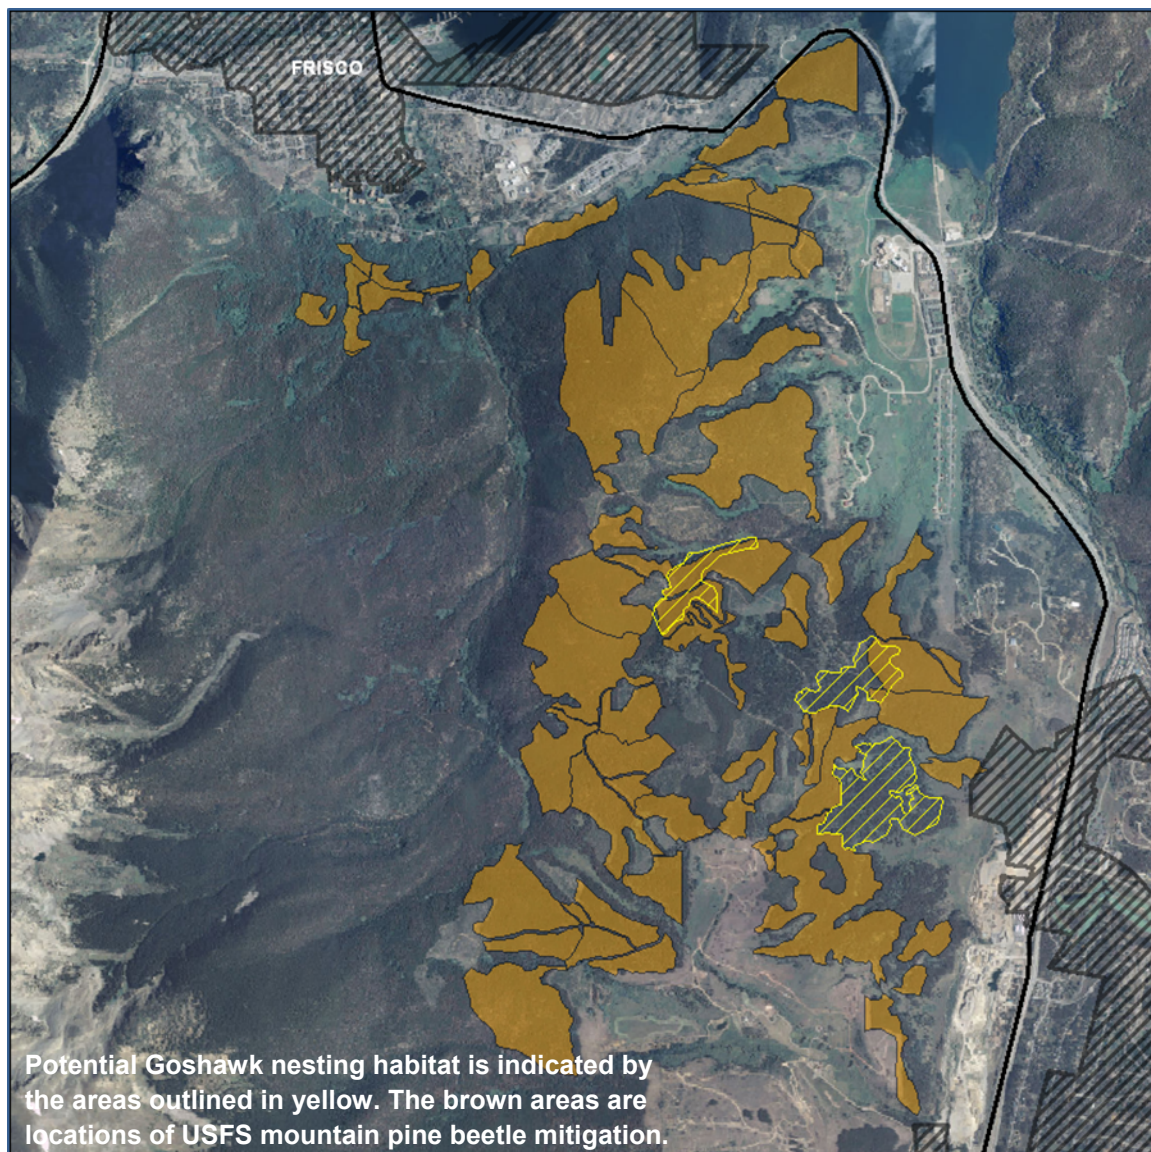 FRISCO
Potential Goshawk nesting habitat is indicated by
the areas outlined in yellow. The brown areas are
locations of USFS mountain pine beetle mitigation.